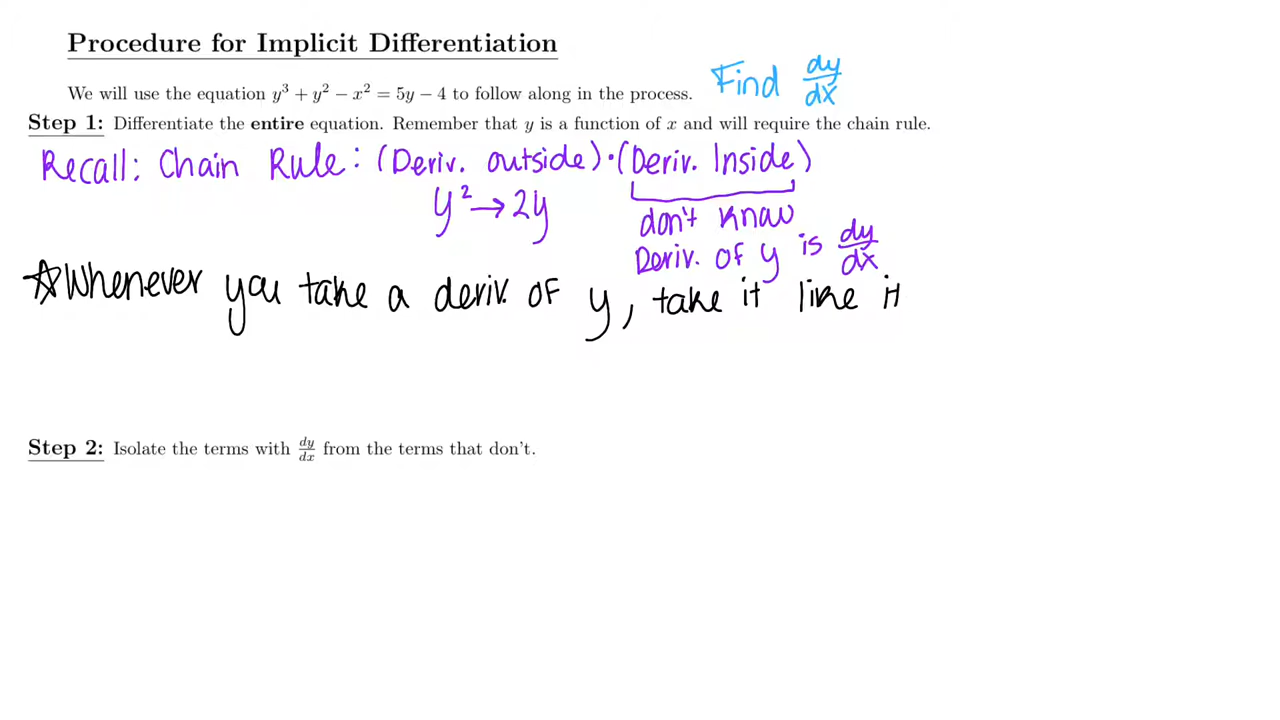 Procedure for Implicit Differentiation
We will use the equation y³ + y² − x² = 5y − 4 to follow along in the process.
Find dy/dx
Step 1: Differentiate the entire equation. Remember that y is a function of x and will require the chain rule.
Recall: Chain Rule: (Deriv. outside)·(Deriv. Inside)
y² → 2y
don't know
Deriv. of y is dy/dx
☆Whenever you take a deriv. of y, take it like it
Step 2: Isolate the terms with dy/dx from the terms that don't.